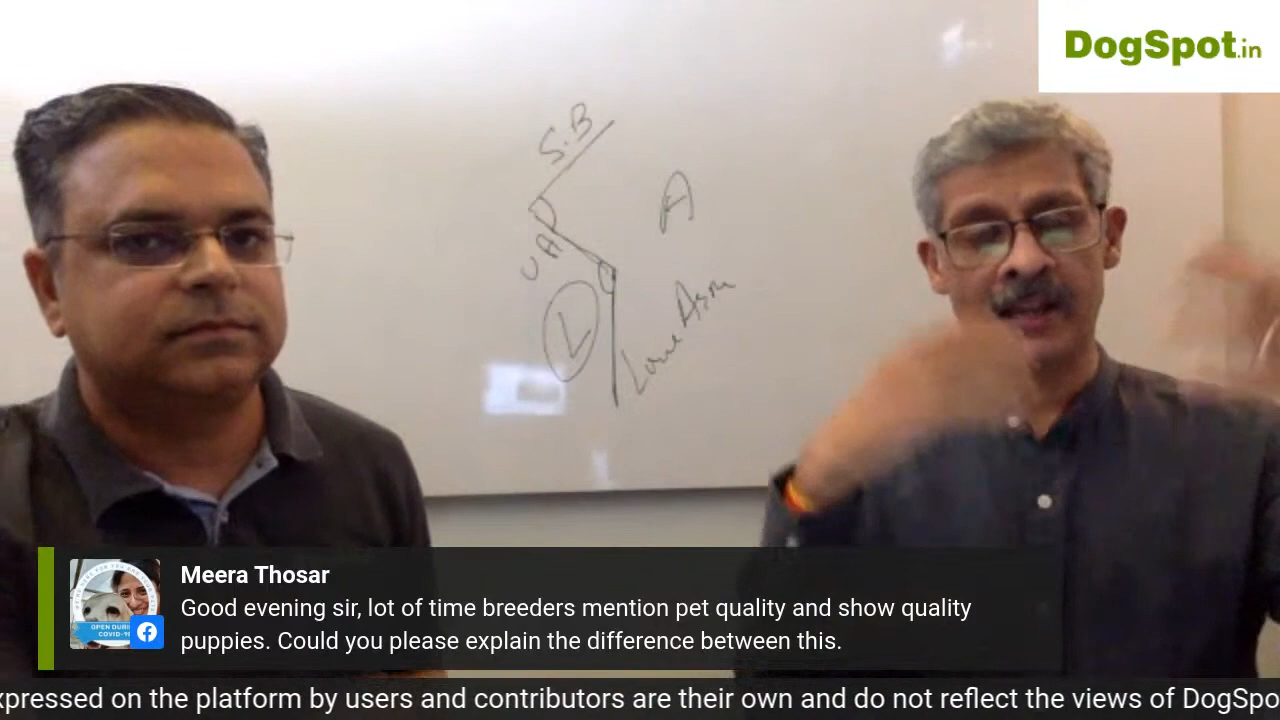 DogSpot.in
S.B
A
U A
L
Meera Thosar
Good evening sir, lot of time breeders mention pet quality and show quality
puppies. Could you please explain the difference between this.
xpressed on the platform by users and contributors are their own and do not reflect the views of DogSpo